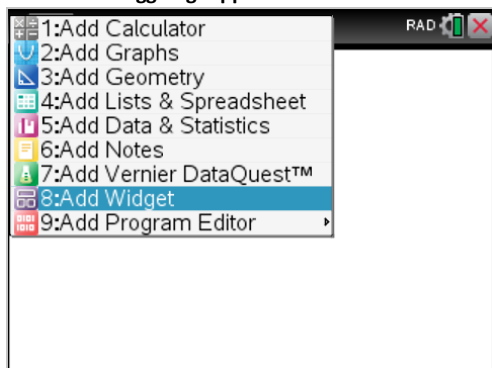 RAD
1:Add Calculator
2:Add Graphs
3:Add Geometry
4:Add Lists & Spreadsheet
5:Add Data & Statistics
6:Add Notes
7:Add Vernier DataQuest™
8:Add Widget
9:Add Program Editor